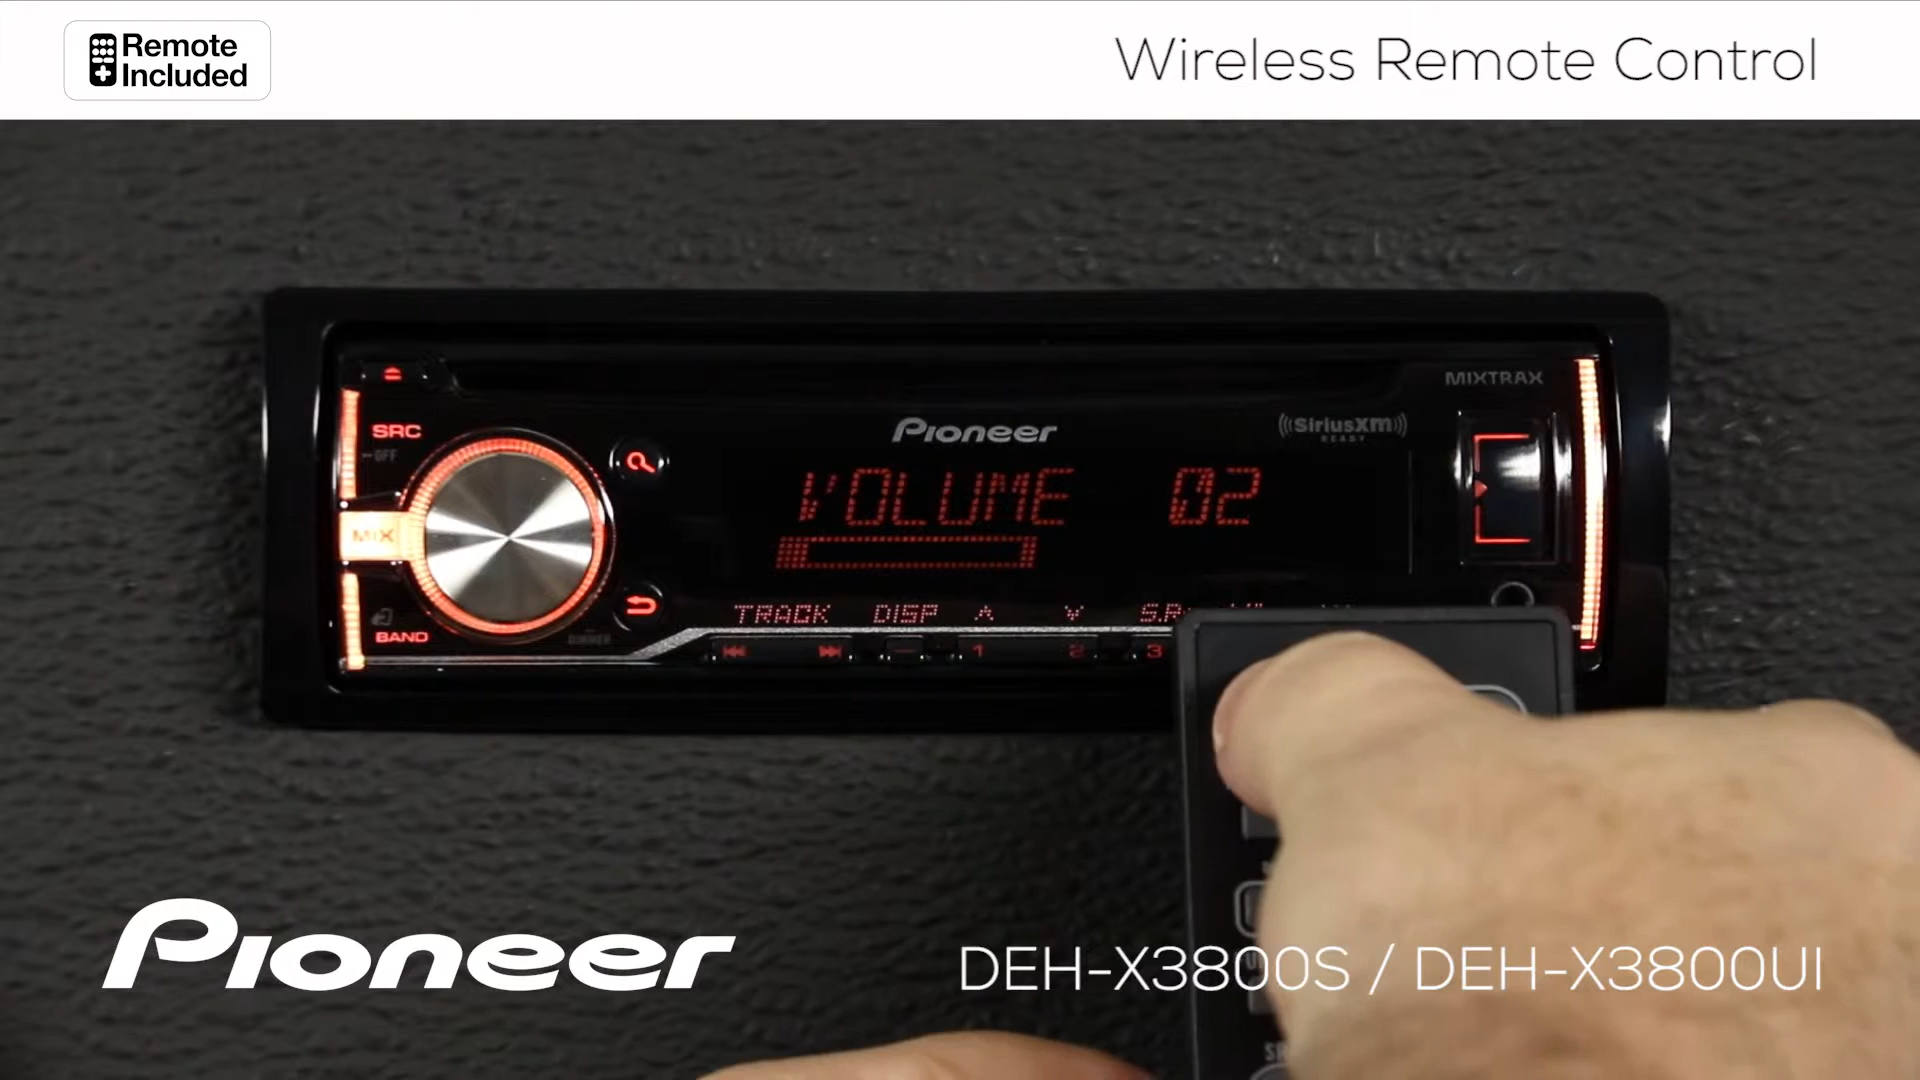 Remote
Included
Wireless Remote Control
MIXTRAX
SRC
OFF
Pioneer
SiriusXM
READY
VOLUME 02
MIX
TRACK DISP
BAND
DIMMER
1 2 3
Pioneer
DEH-X3800S / DEH-X3800UI